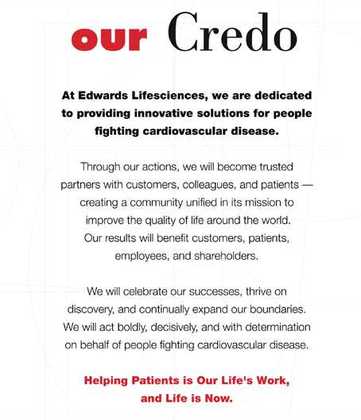 our Credo
At Edwards Lifesciences, we are dedicated
to providing innovative solutions for people
fighting cardiovascular disease.
Through our actions, we will become trusted
partners with customers, colleagues, and patients —
creating a community unified in its mission to
improve the quality of life around the world.
Our results will benefit customers, patients,
employees, and shareholders.
We will celebrate our successes, thrive on
discovery, and continually expand our boundaries.
We will act boldly, decisively, and with determination
on behalf of people fighting cardiovascular disease.
Helping Patients is Our Life's Work,
and Life is Now.